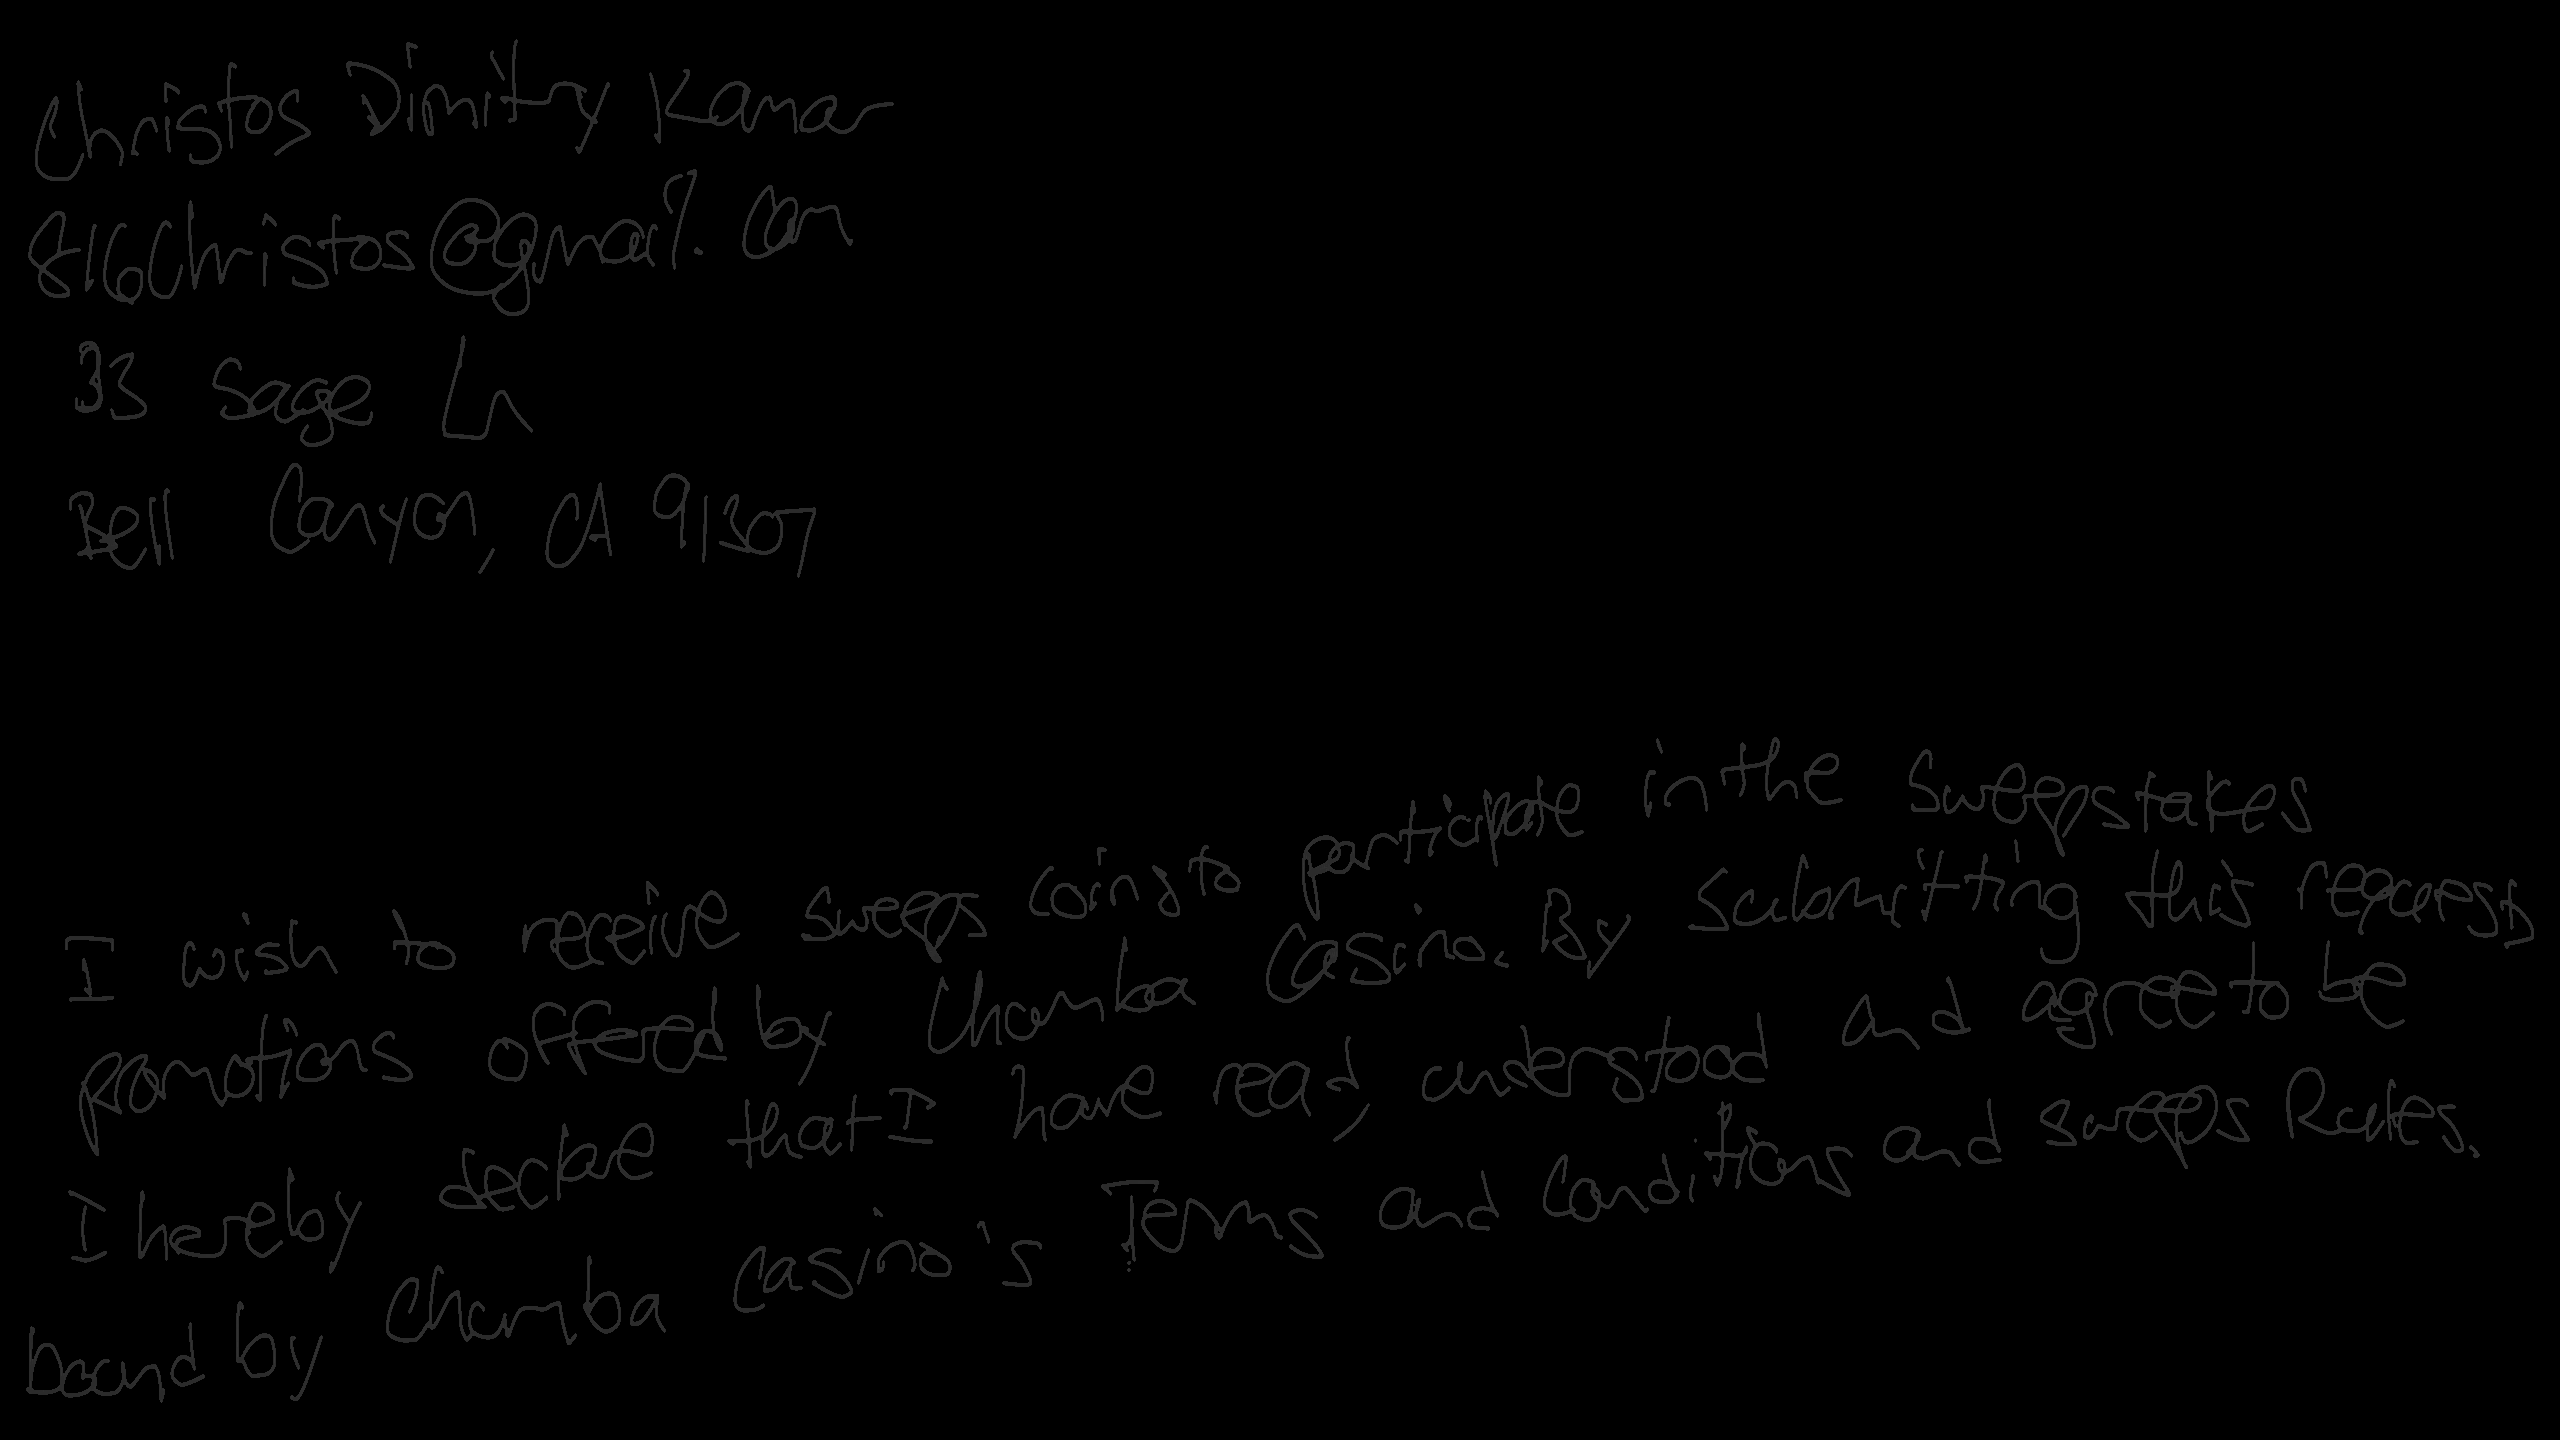 Christos Dimitry Kamar
816Christos@gmail.com
33 Sage Ln
Bell Canyon, CA 91307
I wish to receive sweeps coins to participate in the sweepstakes
promotions offered by Chumba Casino. By submitting this request,
I hereby declare that I have read, understood and agree to be
bound by Chumba Casino's Terms and Conditions and Sweeps Rules.